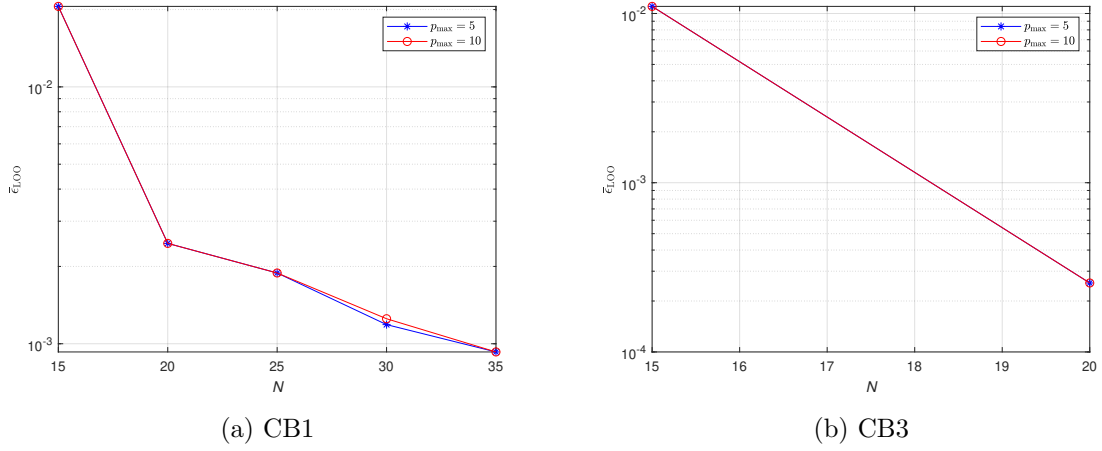 p_max = 5
p_max = 10
10^-2
10^-3
ϵ̄_LOO
15 20 25 30 35
N
(a) CB1
p_max = 5
p_max = 10
10^-2
10^-3
10^-4
ϵ̄_LOO
15 16 17 18 19 20
N
(b) CB3